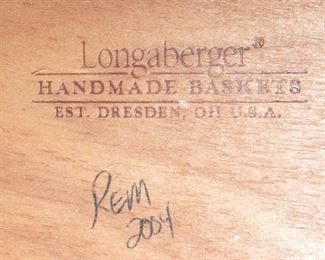 Longaberger®
HANDMADE BASKETS
EST. DRESDEN, OH U.S.A.
REM
2004